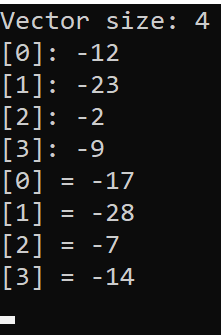 Vector size: 4
[0]: -12
[1]: -23
[2]: -2
[3]: -9
[0] = -17
[1] = -28
[2] = -7
[3] = -14